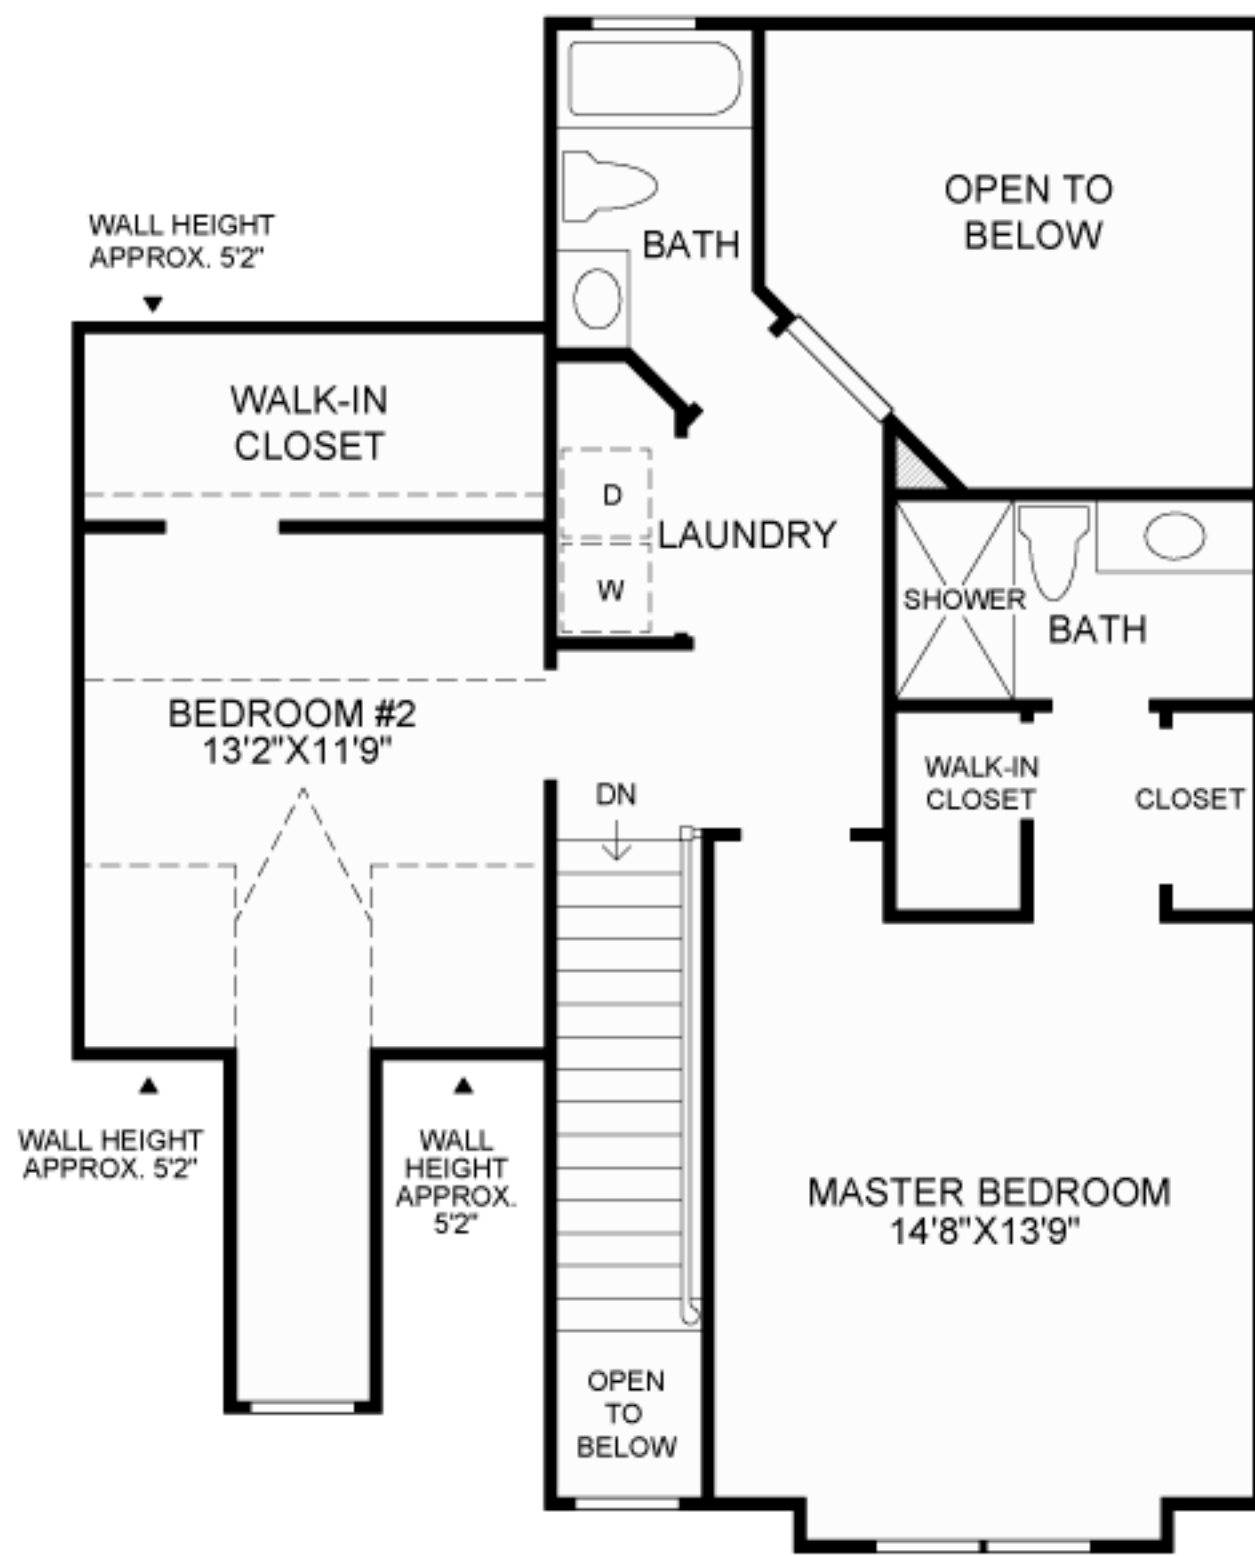 OPEN TO
BELOW
BATH
WALL HEIGHT
APPROX. 5'2"
WALK-IN
CLOSET
D
LAUNDRY
W
SHOWER
BATH
BEDROOM #2
13'2"X11'9"
WALK-IN
CLOSET
CLOSET
DN
WALL HEIGHT
APPROX. 5'2"
WALL
HEIGHT
APPROX.
5'2"
MASTER BEDROOM
14'8"X13'9"
OPEN
TO
BELOW